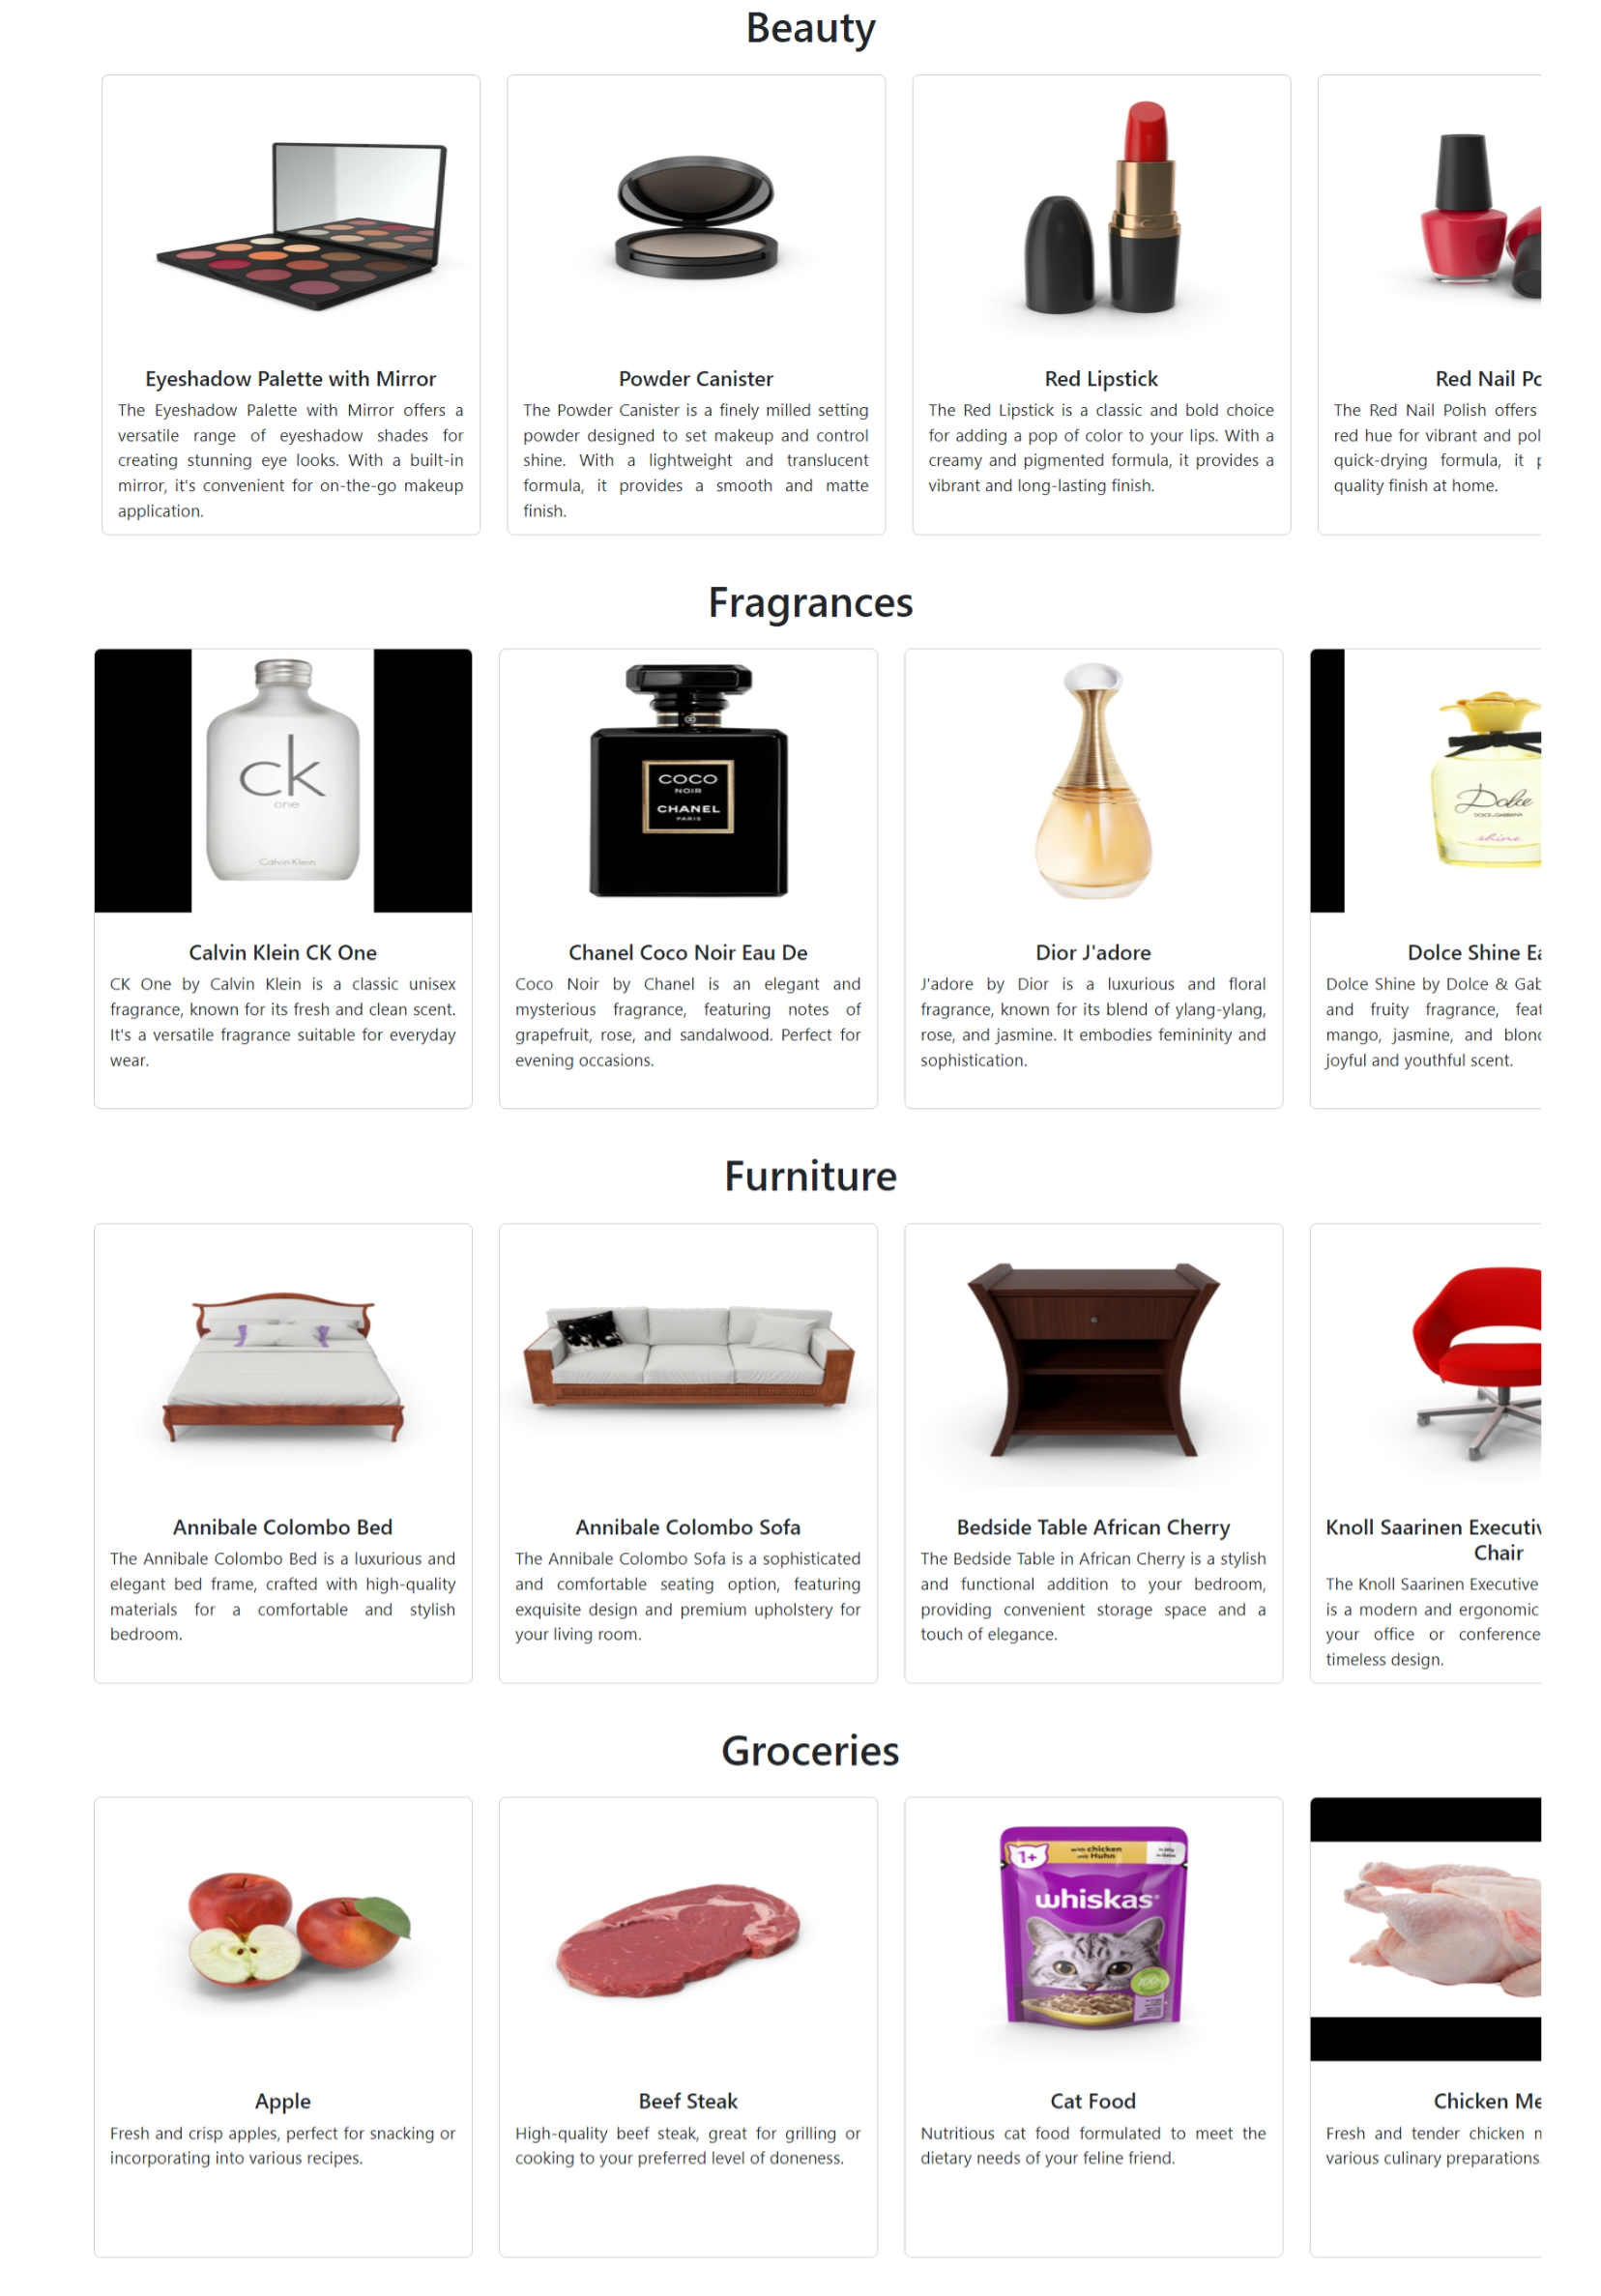 Beauty
Eyeshadow Palette with Mirror
The Eyeshadow Palette with Mirror offers a
versatile range of eyeshadow shades for
creating stunning eye looks. With a built-in
mirror, it's convenient for on-the-go makeup
application.
Powder Canister
The Powder Canister is a finely milled setting
powder designed to set makeup and control
shine. With a lightweight and translucent
formula, it provides a smooth and matte
finish.
Red Lipstick
The Red Lipstick is a classic and bold choice
for adding a pop of color to your lips. With a
creamy and pigmented formula, it provides a
vibrant and long-lasting finish.
Red Nail
The Red Nail Polish offers
red hue for vibrant and
quick-drying formula, it
quality finish at home.
Fragrances
ck
one
Calvin Klein
Calvin Klein CK One
CK One by Calvin Klein is a classic unisex
fragrance, known for its fresh and clean scent.
It's a versatile fragrance suitable for everyday
wear.
COCO
NOIR
CHANEL
PARIS
Chanel Coco Noir Eau De
Coco Noir by Chanel is an elegant and
mysterious fragrance, featuring notes of
grapefruit, rose, and sandalwood. Perfect for
evening occasions.
Dior J'adore
J'adore by Dior is a luxurious and floral
fragrance, known for its blend of ylang-ylang,
rose, and jasmine. It embodies femininity and
sophistication.
Dolce
DOLCE & GABBANA
shine
Dolce Shine
Dolce Shine by Dolce &
and fruity fragrance,
mango, jasmine, and
joyful and youthful scent.
Furniture
Annibale Colombo Bed
The Annibale Colombo Bed is a luxurious and
elegant bed frame, crafted with high-quality
materials for a comfortable and stylish
bedroom.
Annibale Colombo Sofa
The Annibale Colombo Sofa is a sophisticated
and comfortable seating option, featuring
exquisite design and premium upholstery for
your living room.
Bedside Table African Cherry
The Bedside Table in African Cherry is a stylish
and functional addition to your bedroom,
providing convenient storage space and a
touch of elegance.
Knoll Saarinen
Chair
The Knoll Saarinen Executive
is a modern and ergonomic
your office or conference
timeless design.
Groceries
Apple
Fresh and crisp apples, perfect for snacking or
incorporating into various recipes.
Beef Steak
High-quality beef steak, great for grilling or
cooking to your preferred level of doneness.
1+
with chicken
mit Huhn
whiskas
100%
Cat Food
Nutritious cat food formulated to meet the
dietary needs of your feline friend.
Chicken
Fresh and tender chicken
various culinary preparations.